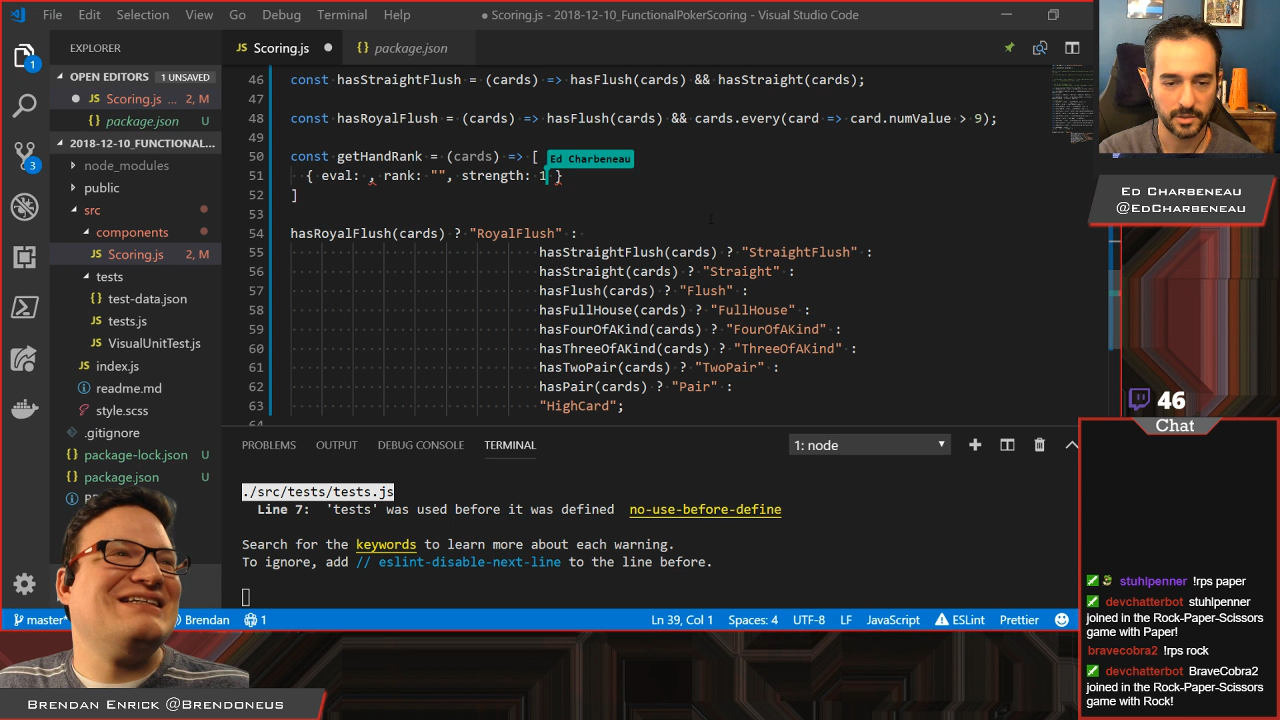 File Edit Selection View Go Debug Terminal Help
● Scoring.js - 2018-12-10_FunctionalPokerScoring - Visual Studio Code
EXPLORER
OPEN EDITORS 1 UNSAVED
● JS Scoring.js ... 2, M
{} package.json U
2018-12-10_FUNCTIONAL...
node_modules
public
src
components
JS Scoring.js 2, M
tests
{} test-data.json
JS tests.js
JS VisualUnitTest.js
JS index.js
readme.md
style.scss
.gitignore
package-lock.json U
package.json U
1
3
JS Scoring.js ●
{} package.json
46 const hasStraightFlush = (cards) => hasFlush(cards) && hasStraight(cards);
47
48 const hasRoyalFlush = (cards) => hasFlush(cards) && cards.every(card => card.numValue > 9);
49
50 const getHandRank = (cards) => [
Ed Charbeneau
51 { eval: , rank: "", strength: 1 }
52 ]
53
54 hasRoyalFlush(cards) ? "RoyalFlush" :
55 hasStraightFlush(cards) ? "StraightFlush" :
56 hasStraight(cards) ? "Straight" :
57 hasFlush(cards) ? "Flush" :
58 hasFullHouse(cards) ? "FullHouse" :
59 hasFourOfAKind(cards) ? "FourOfAKind" :
60 hasThreeOfAKind(cards) ? "ThreeOfAKind" :
61 hasTwoPair(cards) ? "TwoPair" :
62 hasPair(cards) ? "Pair" :
63 "HighCard";
PROBLEMS OUTPUT DEBUG CONSOLE TERMINAL
1: node
./src/tests/tests.js
Line 7: 'tests' was used before it was defined no-use-before-define
Search for the keywords to learn more about each warning.
To ignore, add // eslint-disable-next-line to the line before.
master* Brendan 1
Ln 39, Col 1 Spaces: 4 UTF-8 LF JavaScript ESLint Prettier
Ed Charbeneau
@EdCharbeneau
46
Chat
stuhlpenner !rps paper
devchatterbot stuhlpenner
joined in the Rock-Paper-Scissors
game with Paper!
bravecobra2 !rps rock
devchatterbot BraveCobra2
joined in the Rock-Paper-Scissors
game with Rock!
Brendan Enrick @Brendoneus